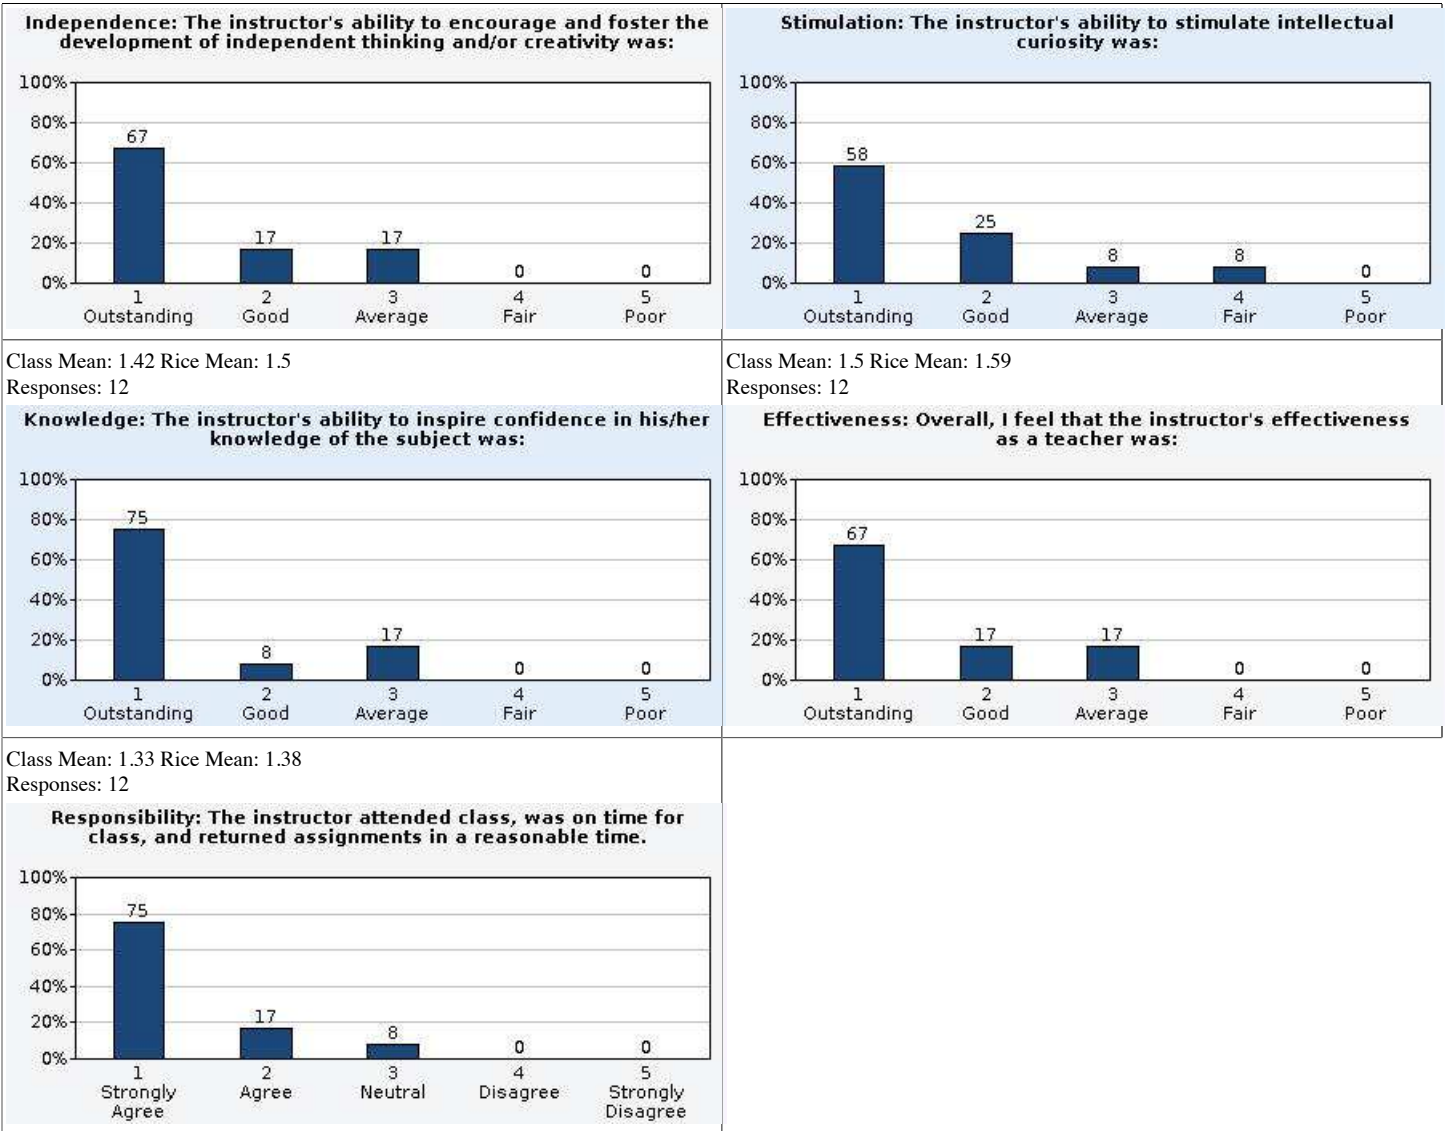 Independence: The instructor's ability to encourage and foster the
development of independent thinking and/or creativity was:
100%
80%
60%
40%
20%
0%
67
17
17
0
0
1
2
3
4
5
Outstanding
Good
Average
Fair
Poor
Stimulation: The instructor's ability to stimulate intellectual
curiosity was:
100%
80%
60%
40%
20%
0%
58
25
8
8
0
1
2
3
4
5
Outstanding
Good
Average
Fair
Poor
Class Mean: 1.42 Rice Mean: 1.5
Responses: 12
Class Mean: 1.5 Rice Mean: 1.59
Responses: 12
Knowledge: The instructor's ability to inspire confidence in his/her
knowledge of the subject was:
100%
80%
60%
40%
20%
0%
75
8
17
0
0
1
2
3
4
5
Outstanding
Good
Average
Fair
Poor
Effectiveness: Overall, I feel that the instructor's effectiveness
as a teacher was:
100%
80%
60%
40%
20%
0%
67
17
17
0
0
1
2
3
4
5
Outstanding
Good
Average
Fair
Poor
Class Mean: 1.33 Rice Mean: 1.38
Responses: 12
Responsibility: The instructor attended class, was on time for
class, and returned assignments in a reasonable time.
100%
80%
60%
40%
20%
0%
75
17
8
0
0
1
2
3
4
5
Strongly
Agree
Agree
Neutral
Disagree
Strongly
Disagree